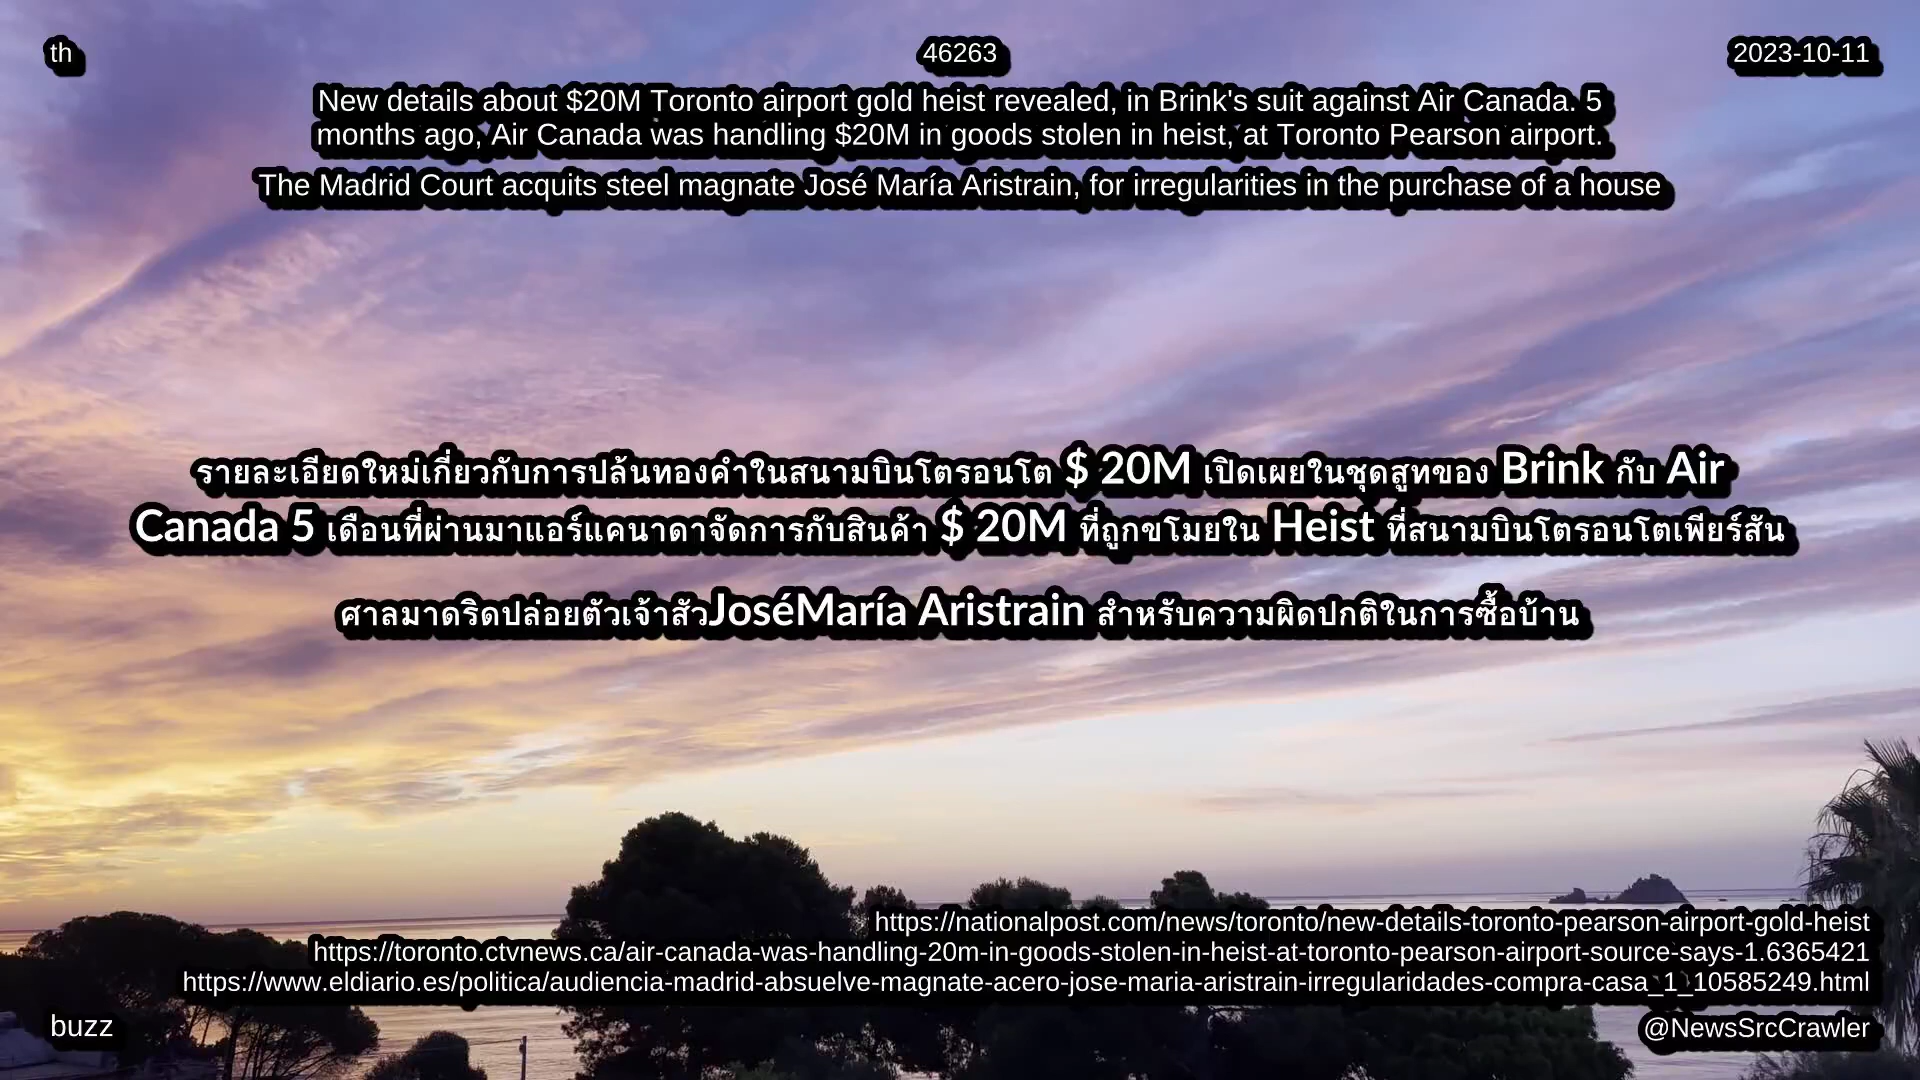 th
46263
2023-10-11
New details about $20M Toronto airport gold heist revealed, in Brink's suit against Air Canada. 5
months ago, Air Canada was handling $20M in goods stolen in heist, at Toronto Pearson airport.
The Madrid Court acquits steel magnate José María Aristrain, for irregularities in the purchase of a house
รายละเอียดใหม่เกี่ยวกับการปล้นทองคำในสนามบินโตรอนโต $ 20M เปิดเผยในชุดสูทของ Brink กับ Air
Canada 5 เดือนที่ผ่านมาแอร์แคนาดาจัดการกับสินค้า $ 20M ที่ถูกขโมยใน Heist ที่สนามบินโตรอนโตเพียร์สัน
ศาลมาดริดปล่อยตัวเจ้าสัวJoséMaría Aristrain สำหรับความผิดปกติในการซื้อบ้าน
https://nationalpost.com/news/toronto/new-details-toronto-pearson-airport-gold-heist
https://toronto.ctvnews.ca/air-canada-was-handling-20m-in-goods-stolen-in-heist-at-toronto-pearson-airport-source-says-1.6365421
https://www.eldiario.es/politica/audiencia-madrid-absuelve-magnate-acero-jose-maria-aristrain-irregularidades-compra-casa_1_10585249.html
buzz
@NewsSrcCrawler